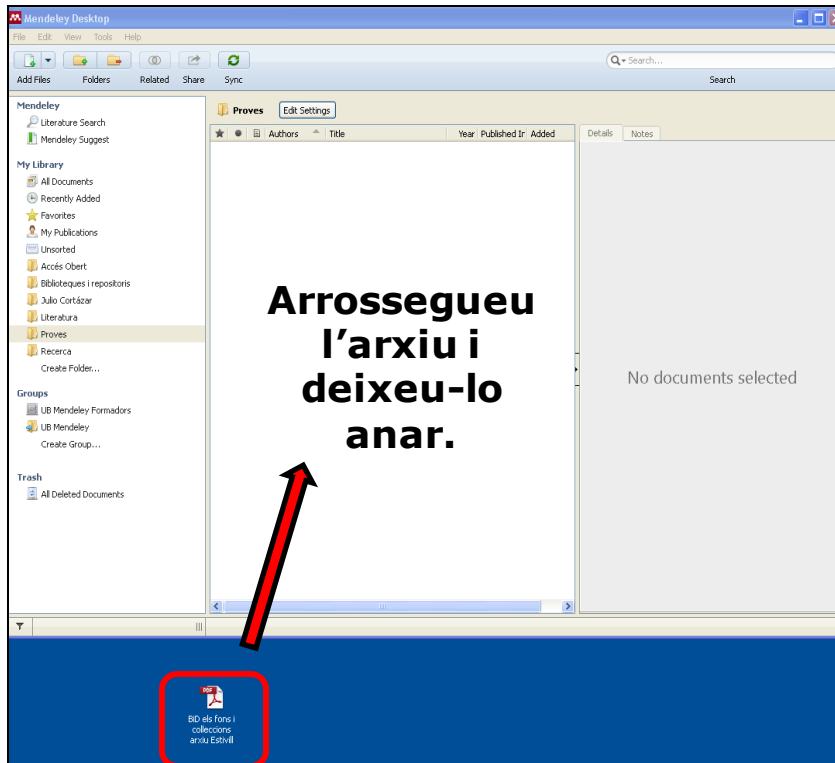 Mendeley Desktop
File Edit View Tools Help
Search...
Add Files Folders Related Share Sync Search
Mendeley
Literature Search
Mendeley Suggest
My Library
All Documents
Recently Added
Favorites
My Publications
Unsorted
Accés Obert
Biblioteques i repositoris
Julio Cortázar
Literatura
Proves
Recerca
Create Folder...
Groups
UB Mendeley Formadors
UB Mendeley
Create Group...
Trash
All Deleted Documents
Proves Edit Settings
Authors Title Year Published In Added
Arrossegueu
l’arxiu i
deixeu-lo
anar.
Details Notes
No documents selected
PDF
BiD els fons i
colleccions
arxiu Estivill